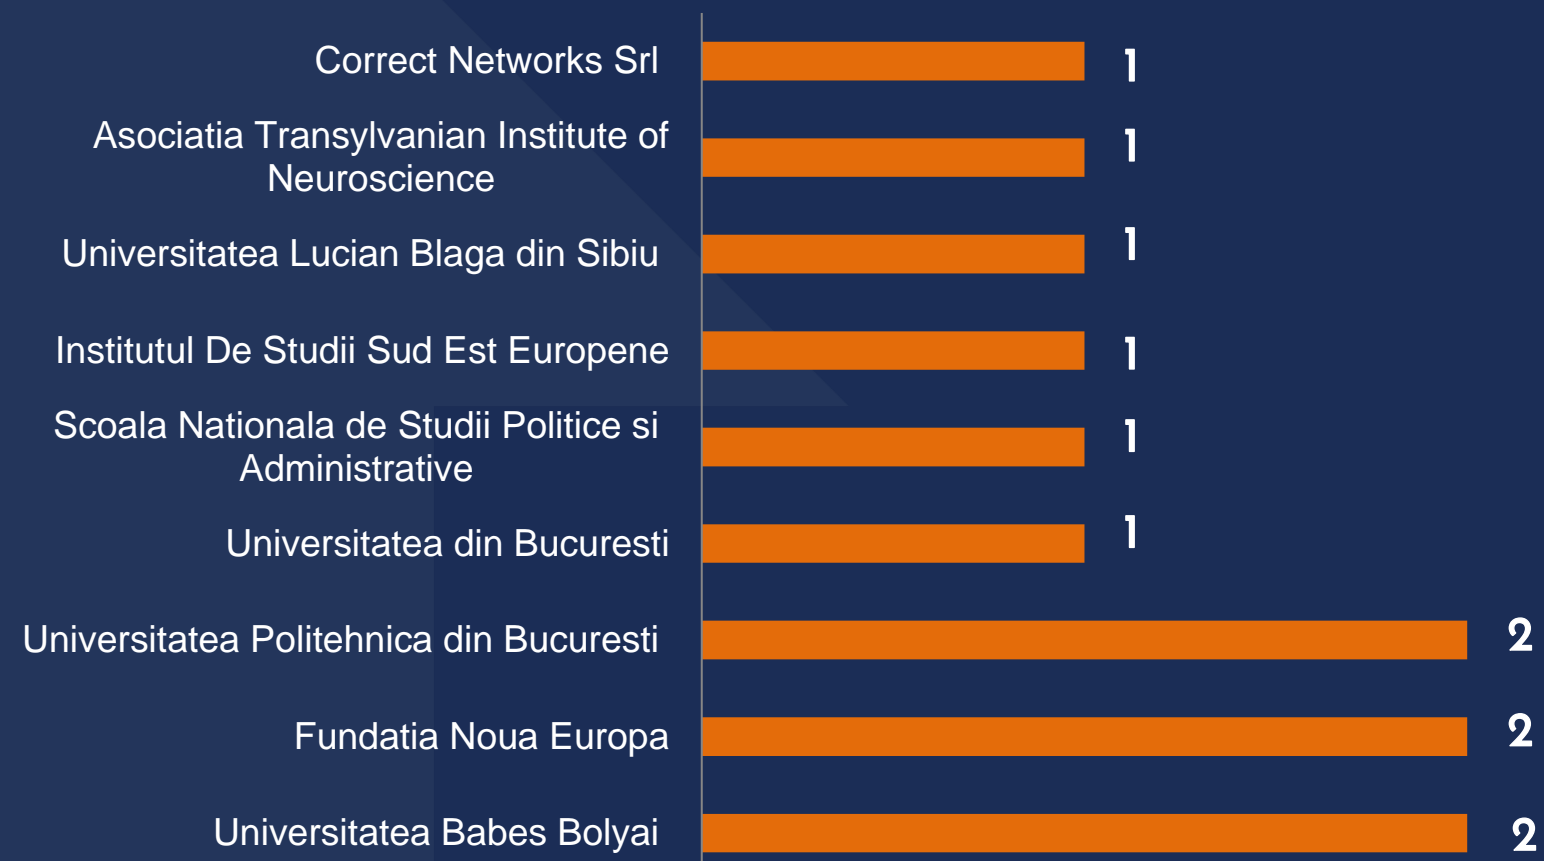 Correct Networks Srl 1
Asociatia Transylvanian Institute of
Neuroscience 1
Universitatea Lucian Blaga din Sibiu 1
Institutul De Studii Sud Est Europene 1
Scoala Nationala de Studii Politice si
Administrative 1
Universitatea din Bucuresti 1
Universitatea Politehnica din Bucuresti 2
Fundatia Noua Europa 2
Universitatea Babes Bolyai 2